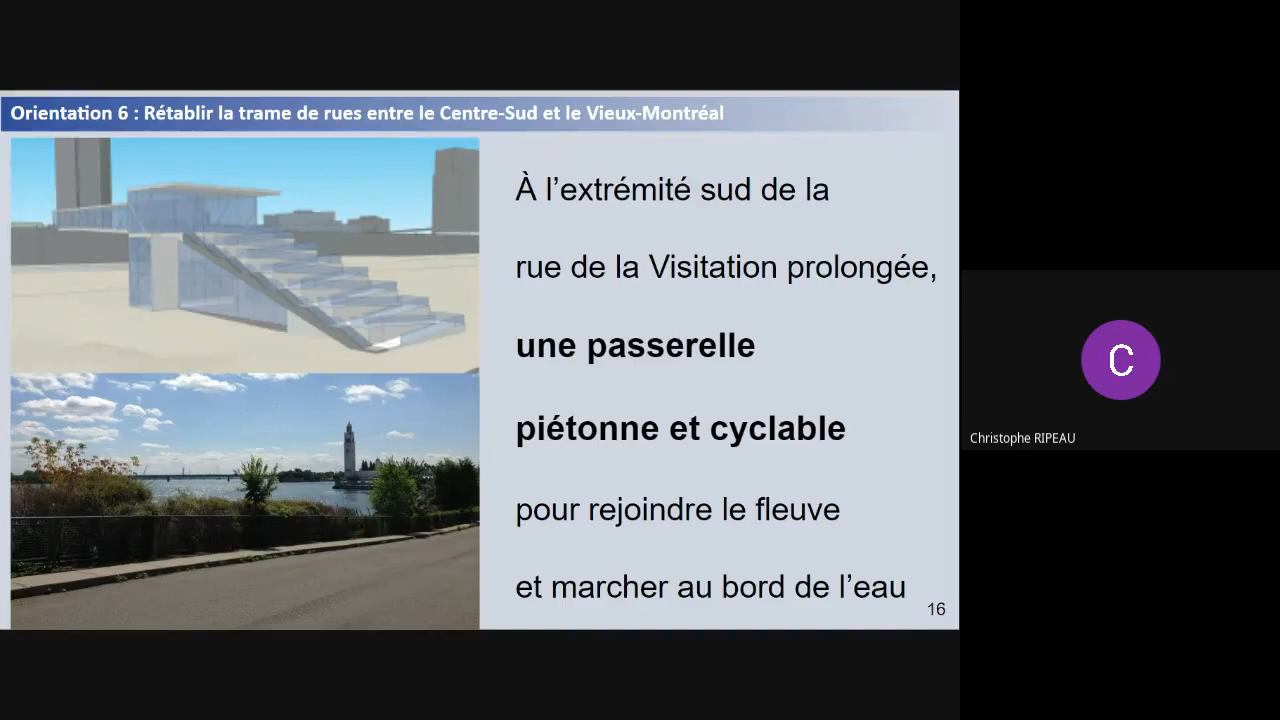 Orientation 6 : Rétablir la trame de rues entre le Centre-Sud et le Vieux-Montréal
À l’extrémité sud de la
rue de la Visitation prolongée,
une passerelle
piétonne et cyclable
pour rejoindre le fleuve
et marcher au bord de l’eau
16
C
Christophe RIPEAU